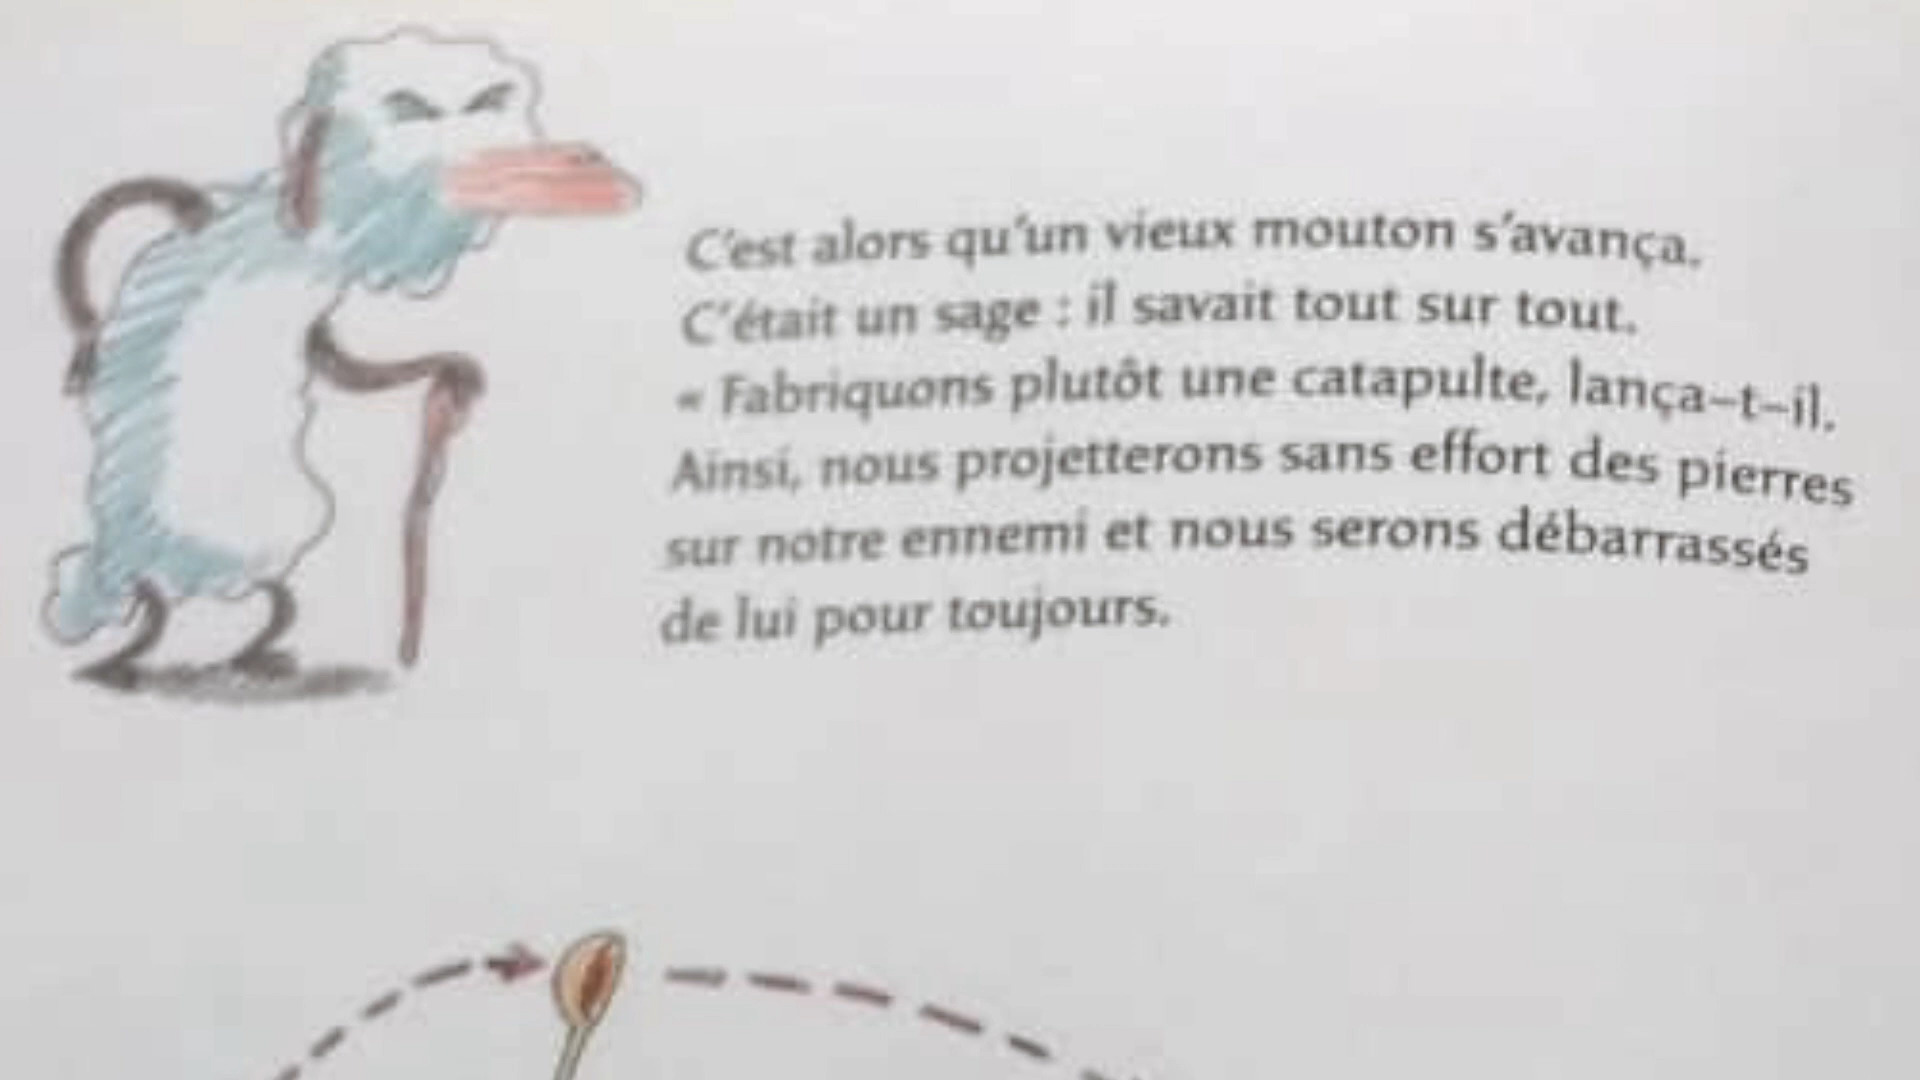 C'est alors qu'un vieux mouton s'avança.
C'était un sage : il savait tout sur tout.
« Fabriquons plutôt une catapulte, lança-t-il.
Ainsi, nous projetterons sans effort des pierres
sur notre ennemi et nous serons débarrassés
de lui pour toujours.